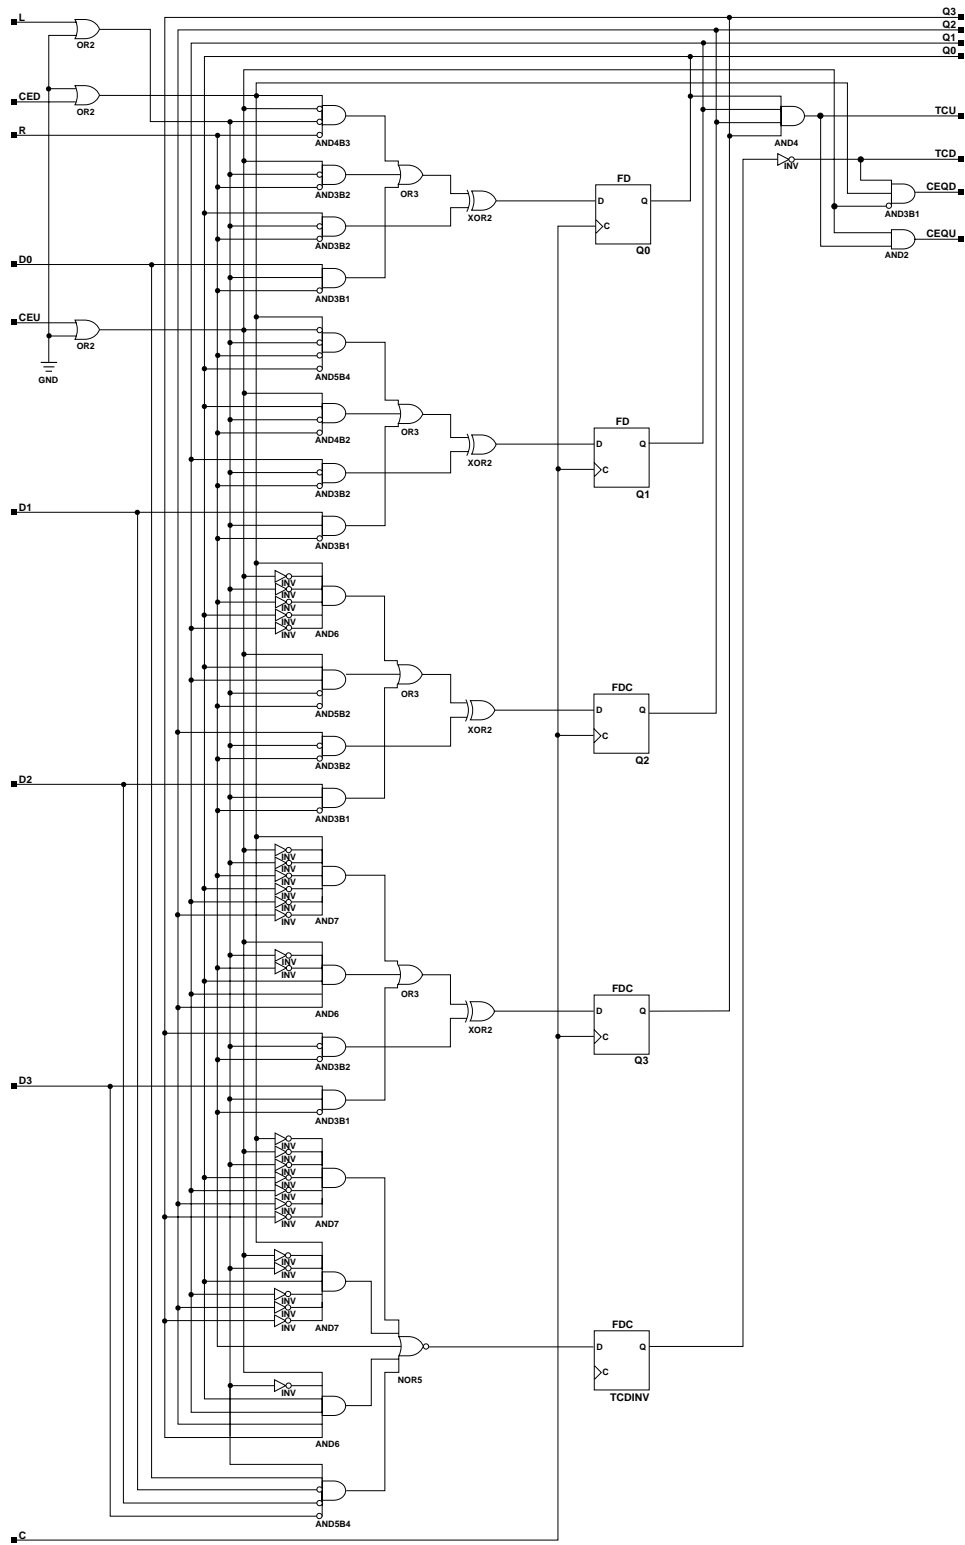 L
Q3
Q2
Q1
Q0
OR2
CED
OR2
TCU
R
AND4
AND4B3
TCD
INV
FD
CEQD
D Q
C
AND3B2
OR3
XOR2
AND3B1
CEQU
AND2
AND3B2
Q0
D0
AND3B1
CEU
OR2
GND
AND5B4
FD
OR3
D Q
C
AND4B2
XOR2
AND3B2
Q1
D1
AND3B1
INV
INV
INV
INV
INV
AND6
FDC
OR3
D Q
C
AND5B2
XOR2
Q2
AND3B2
D2
AND3B1
INV
INV
INV
INV
INV
INV
AND7
INV
INV
OR3
FDC
D Q
C
AND6
XOR2
Q3
AND3B2
D3
AND3B1
INV
INV
INV
INV
INV
INV
INV
AND7
INV
INV
INV
INV
INV
AND7
FDC
D Q
C
NOR5
TCDINV
INV
AND6
AND5B4
C